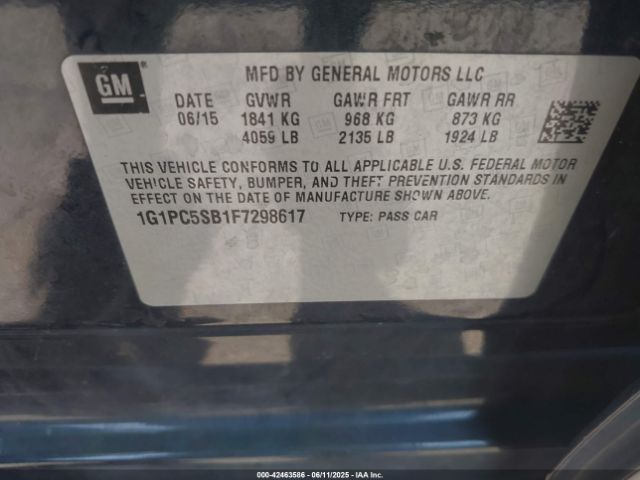 GM ®
MFD BY GENERAL MOTORS LLC
DATE GVWR GAWR FRT GAWR RR
06/15 1841 KG 968 KG 873 KG
4059 LB 2135 LB 1924 LB
THIS VEHICLE CONFORMS TO ALL APPLICABLE U.S. FEDERAL MOTOR
VEHICLE SAFETY, BUMPER, AND THEFT PREVENTION STANDARDS IN
EFFECT ON THE DATE OF MANUFACTURE SHOWN ABOVE.
1G1PC5SB1F7298617 TYPE: PASS CAR
000-42463586 - 06/11/2025 - IAA Inc.